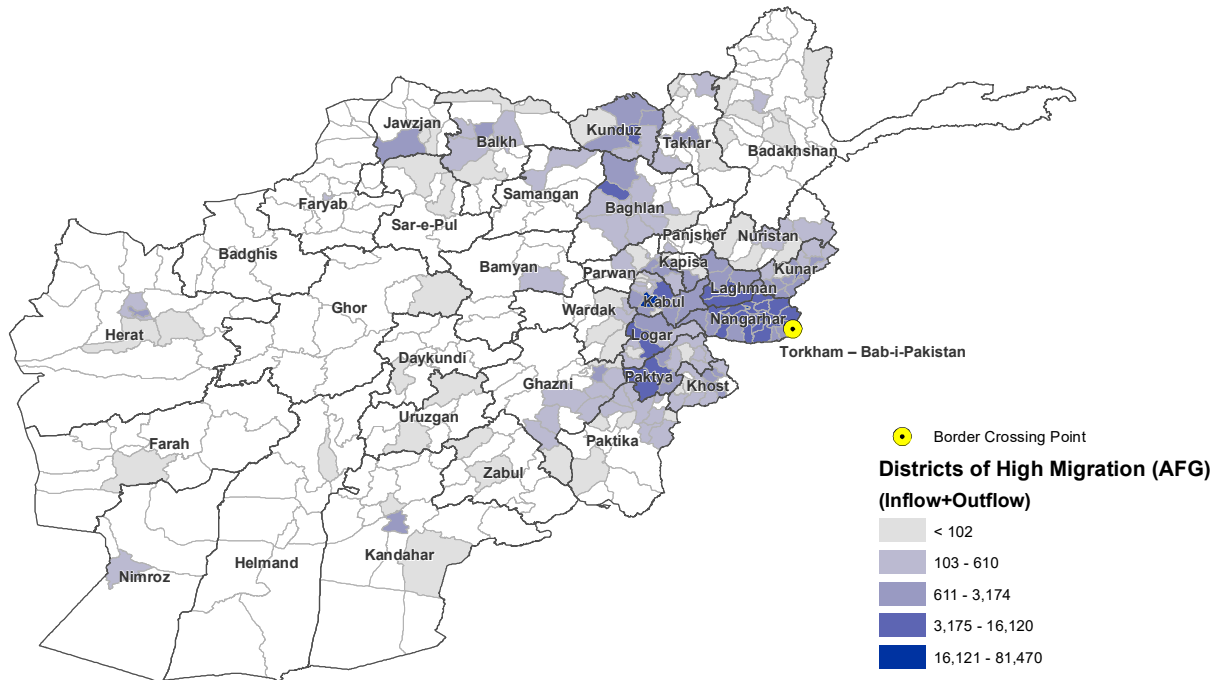 Jawzjan
Balkh
Kunduz
Takhar
Badakhshan
Faryab
Samangan
Baghlan
Sar-e-Pul
Badghis
Panjsher
Nuristan
Bamyan
Parwan
Kapisa
Kunar
Laghman
Ghor
Kabul
Wardak
Nangarhar
Herat
Logar
Torkham – Bab-i-Pakistan
Daykundi
Ghazni
Paktya
Khost
Uruzgan
Farah
Paktika
Zabul
Kandahar
Helmand
Nimroz
Border Crossing Point
Districts of High Migration (AFG)
(Inflow+Outflow)
< 102
103 - 610
611 - 3,174
3,175 - 16,120
16,121 - 81,470